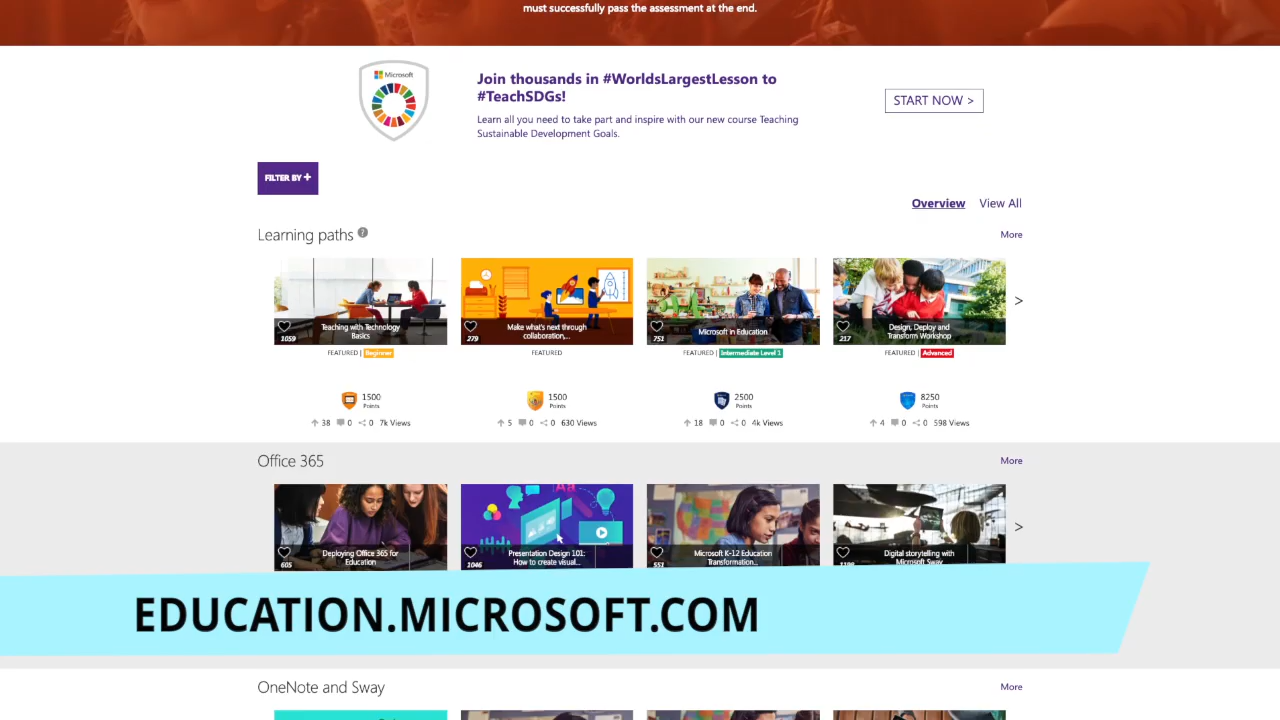 must successfully pass the assessment at the end.
Microsoft
Join thousands in #WorldsLargestLesson to
#TeachSDGs!
Learn all you need to take part and inspire with our new course Teaching
Sustainable Development Goals.
START NOW >
FILTER BY +
Overview View All
Learning paths ?
More
Teaching with Technology
Basics
1059
FEATURED | Beginner
1500
Points
38 0 0 7k Views
Make what's next through
collaboration,...
279
FEATURED
1500
Points
5 0 0 630 Views
Microsoft in Education
751
FEATURED | Intermediate Level 1
2500
Points
18 0 0 4k Views
Design, Deploy and
Transform Workshop
217
FEATURED | Advanced
8250
Points
4 0 0 598 Views
>
Office 365
More
Deploying Office 365 for
Education
605
Aa
Presentation Design 101:
How to create visual...
1046
Microsoft K-12 Education
Transformation...
551
Digital storytelling with
Microsoft Sway
>
EDUCATION.MICROSOFT.COM
OneNote and Sway
More